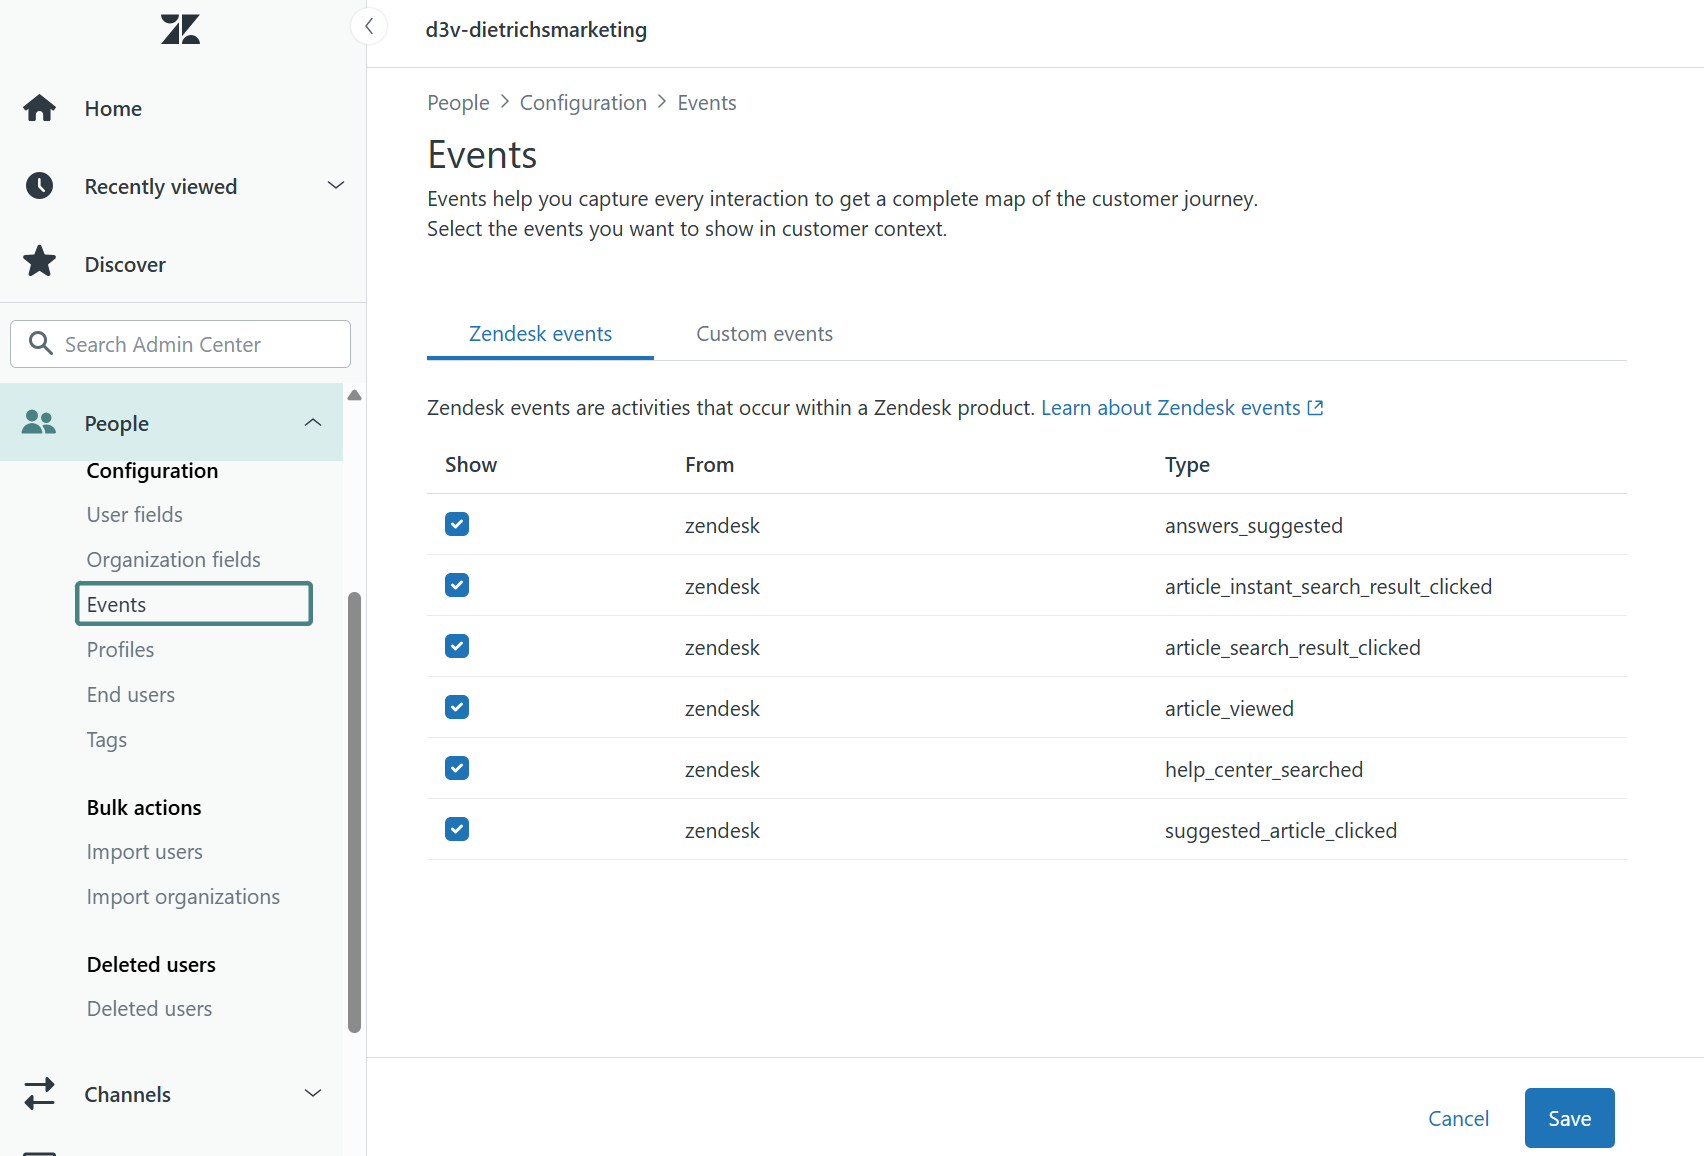 d3v-dietrichsmarketing
Home
Recently viewed
Discover
Search Admin Center
People
Configuration
User fields
Organization fields
Events
Profiles
End users
Tags
Bulk actions
Import users
Import organizations
Deleted users
Deleted users
Channels
People > Configuration > Events
Events
Events help you capture every interaction to get a complete map of the customer journey.
Select the events you want to show in customer context.
Zendesk events Custom events
Zendesk events are activities that occur within a Zendesk product. Learn about Zendesk events
Show From Type
zendesk answers_suggested
zendesk article_instant_search_result_clicked
zendesk article_search_result_clicked
zendesk article_viewed
zendesk help_center_searched
zendesk suggested_article_clicked
Cancel Save